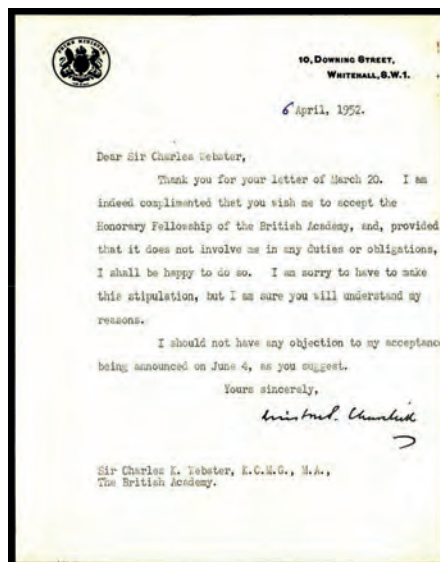 PRIME MINISTER
10, DOWNING STREET,
WHITEHALL, S.W.1.
6 April, 1952.
Dear Sir Charles Webster,
Thank you for your letter of March 20. I am
indeed complimented that you wish me to accept the
Honorary Fellowship of the British Academy, and, provided
that it does not involve me in any duties or obligations,
I shall be happy to do so. I am sorry to have to make
this stipulation, but I am sure you will understand my
reasons.
I should not have any objection to my acceptance
being announced on June 4, as you suggest.
Yours sincerely,
Winston S. Churchill
Sir Charles K. Webster, K.C.M.G., M.A.,
The British Academy.